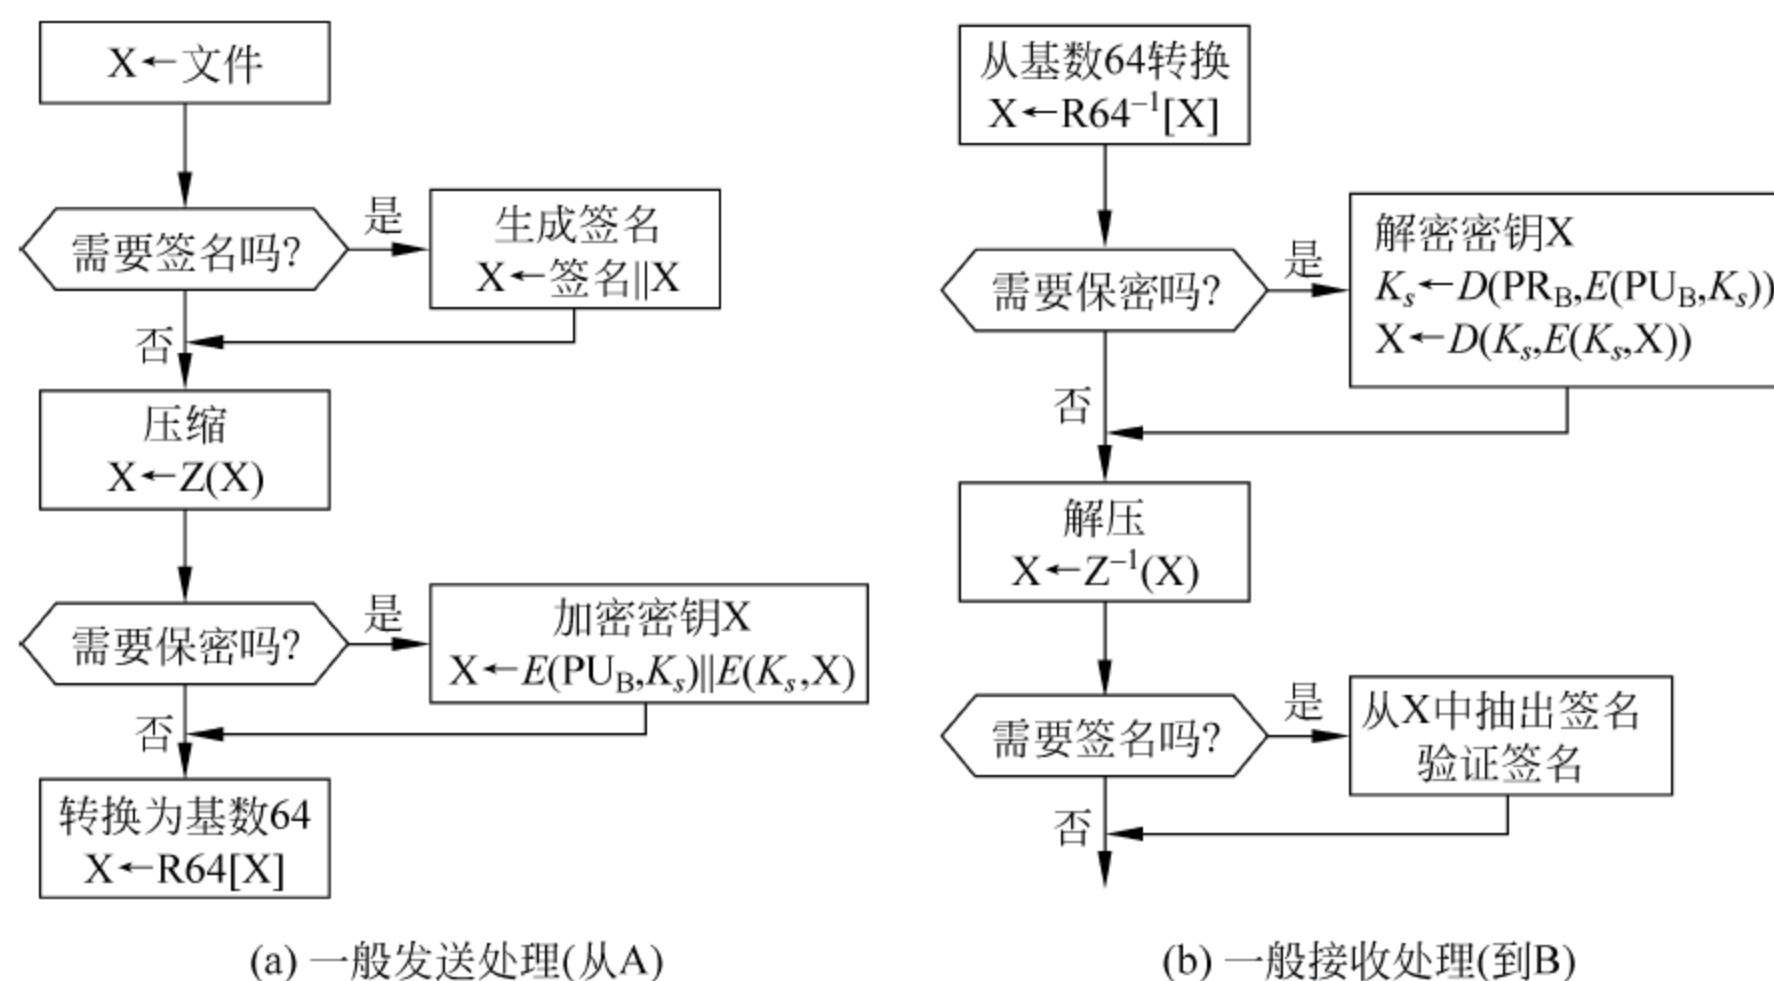 X←文件
需要签名吗?
是
生成签名
X←签名||X
否
压缩
X←Z(X)
需要保密吗?
是
加密密钥X
X←E(PU_B,K_s)||E(K_s,X)
否
转换为基数64
X←R64[X]
(a) 一般发送处理(从A)
从基数64转换
X←R64⁻¹[X]
需要保密吗?
是
解密密钥X
K_s←D(PR_B,E(PU_B,K_s))
X←D(K_s,E(K_s,X))
否
解压
X←Z⁻¹(X)
需要签名吗?
是
从X中抽出签名
验证签名
否
(b) 一般接收处理(到B)